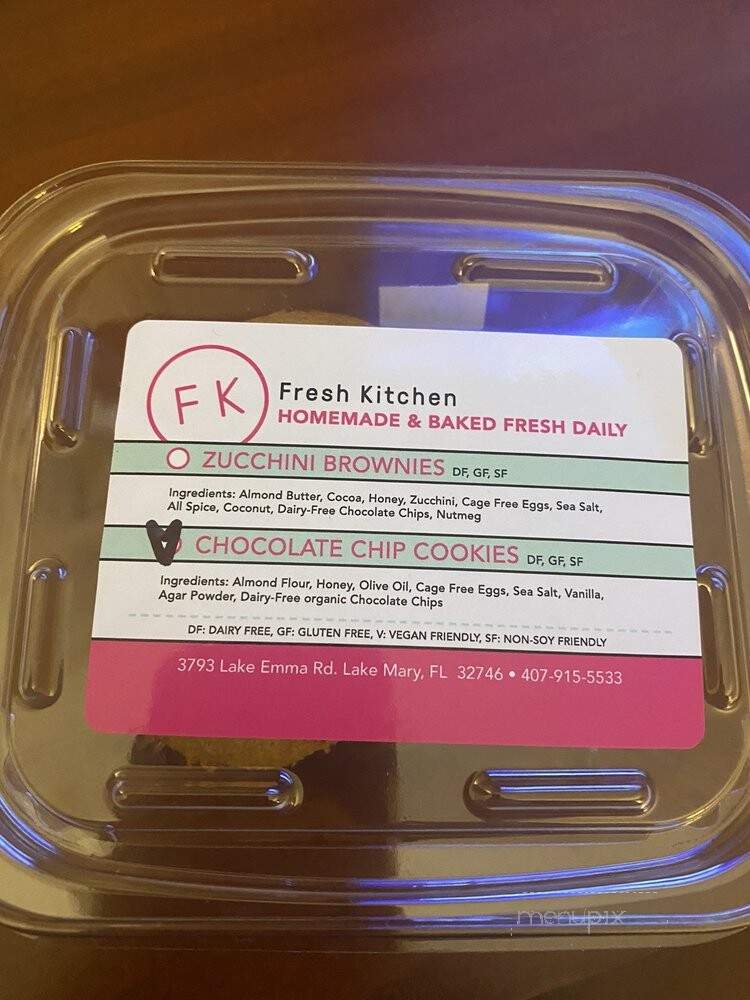 FK
Fresh Kitchen
HOMEMADE & BAKED FRESH DAILY
ZUCCHINI BROWNIES DF, GF, SF
Ingredients: Almond Butter, Cocoa, Honey, Zucchini, Cage Free Eggs, Sea Salt,
All Spice, Coconut, Dairy-Free Chocolate Chips, Nutmeg
CHOCOLATE CHIP COOKIES DF, GF, SF
Ingredients: Almond Flour, Honey, Olive Oil, Cage Free Eggs, Sea Salt, Vanilla,
Agar Powder, Dairy-Free organic Chocolate Chips
DF: DAIRY FREE, GF: GLUTEN FREE, V: VEGAN FRIENDLY, SF: NON-SOY FRIENDLY
3793 Lake Emma Rd. Lake Mary, FL 32746 • 407-915-5533
menupix